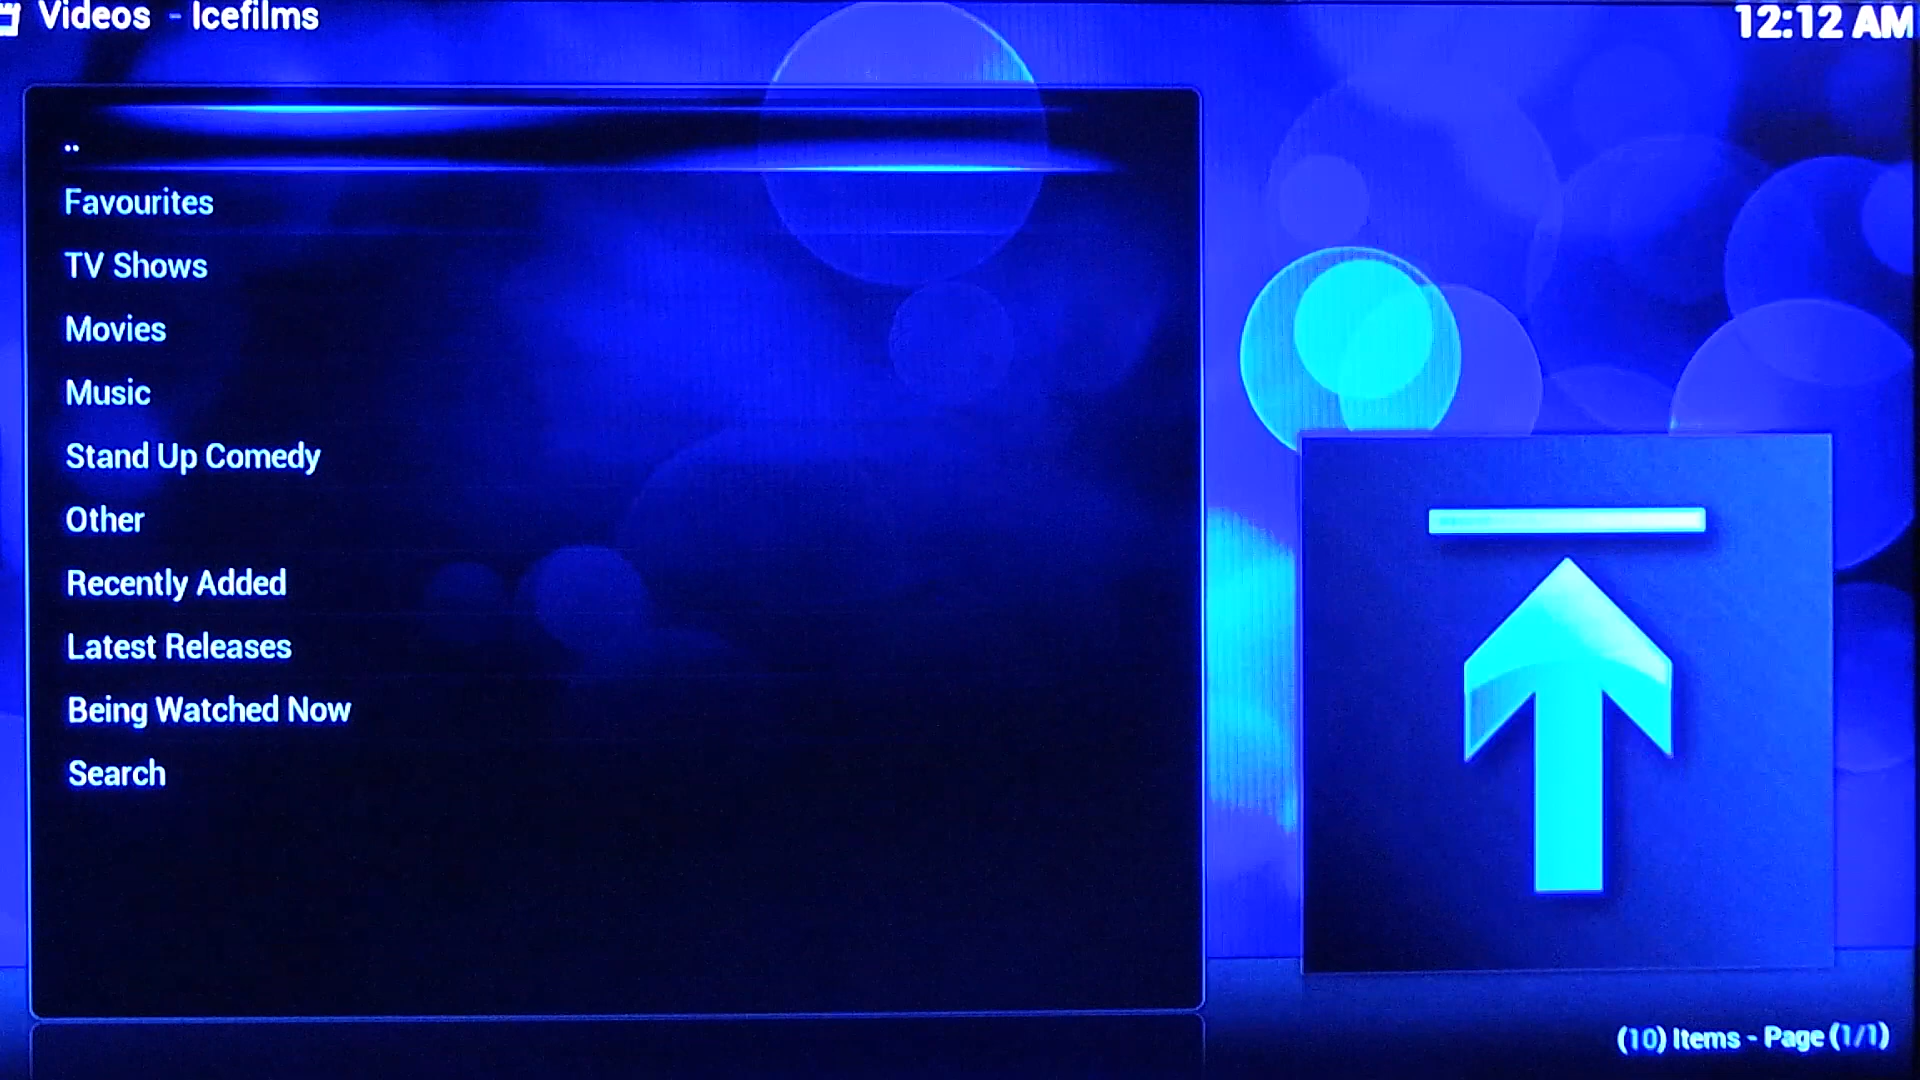 Videos - Icefilms
12:12 AM
..
Favourites
TV Shows
Movies
Music
Stand Up Comedy
Other
Recently Added
Latest Releases
Being Watched Now
Search
(10) Items - Page (1/1)